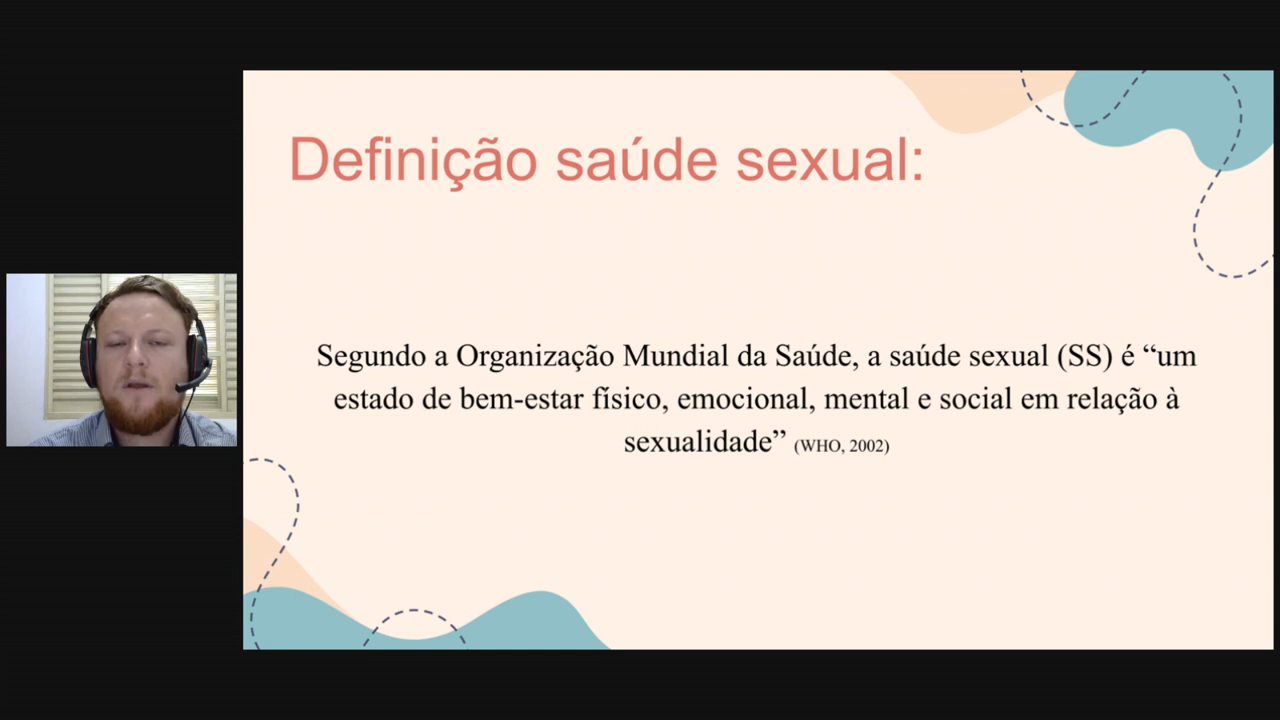 Definição saúde sexual:
Segundo a Organização Mundial da Saúde, a saúde sexual (SS) é “um
estado de bem-estar físico, emocional, mental e social em relação à
sexualidade” (WHO, 2002)